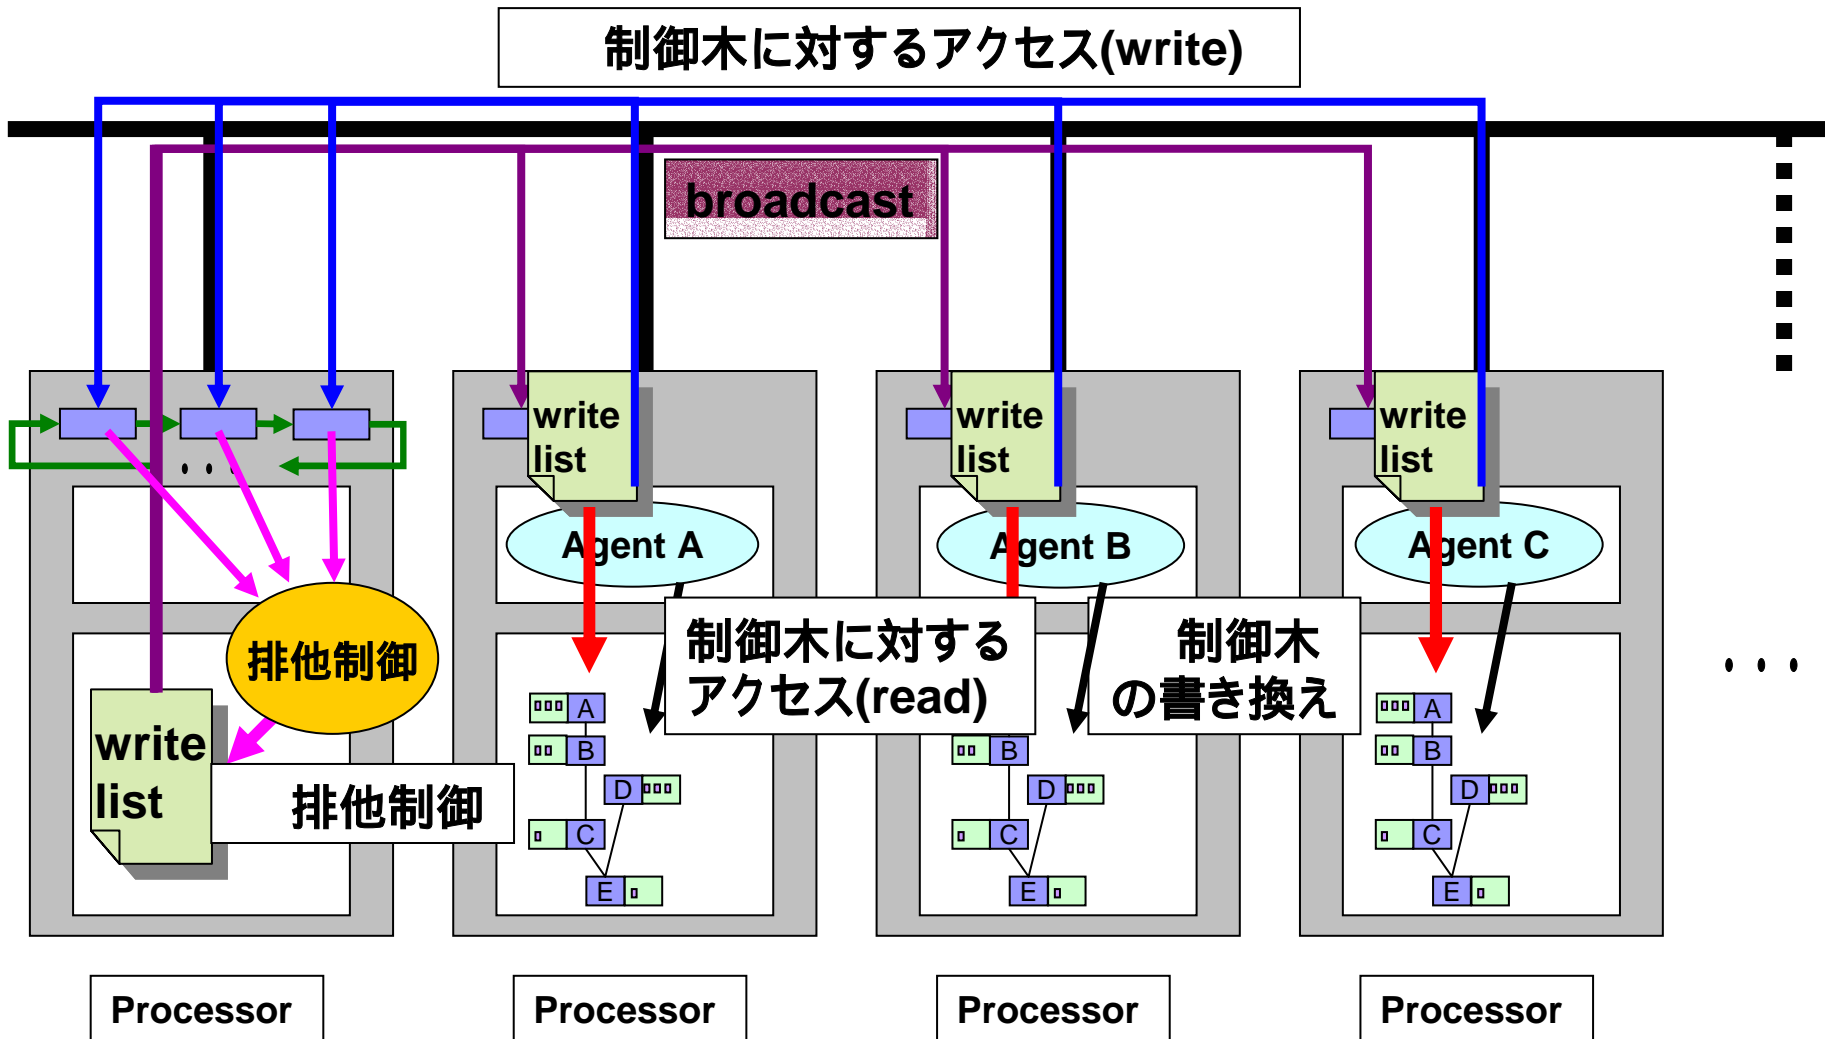 制御木に対するアクセス(write)
broadcast
write
list
write
list
write
list
Agent A
Agent B
Agent C
排他制御
制御木に対する
アクセス(read)
制御木
の書き換え
write
list
排他制御
A
B
D
C
E
B
D
C
E
A
B
D
C
E
Processor
Processor
Processor
Processor